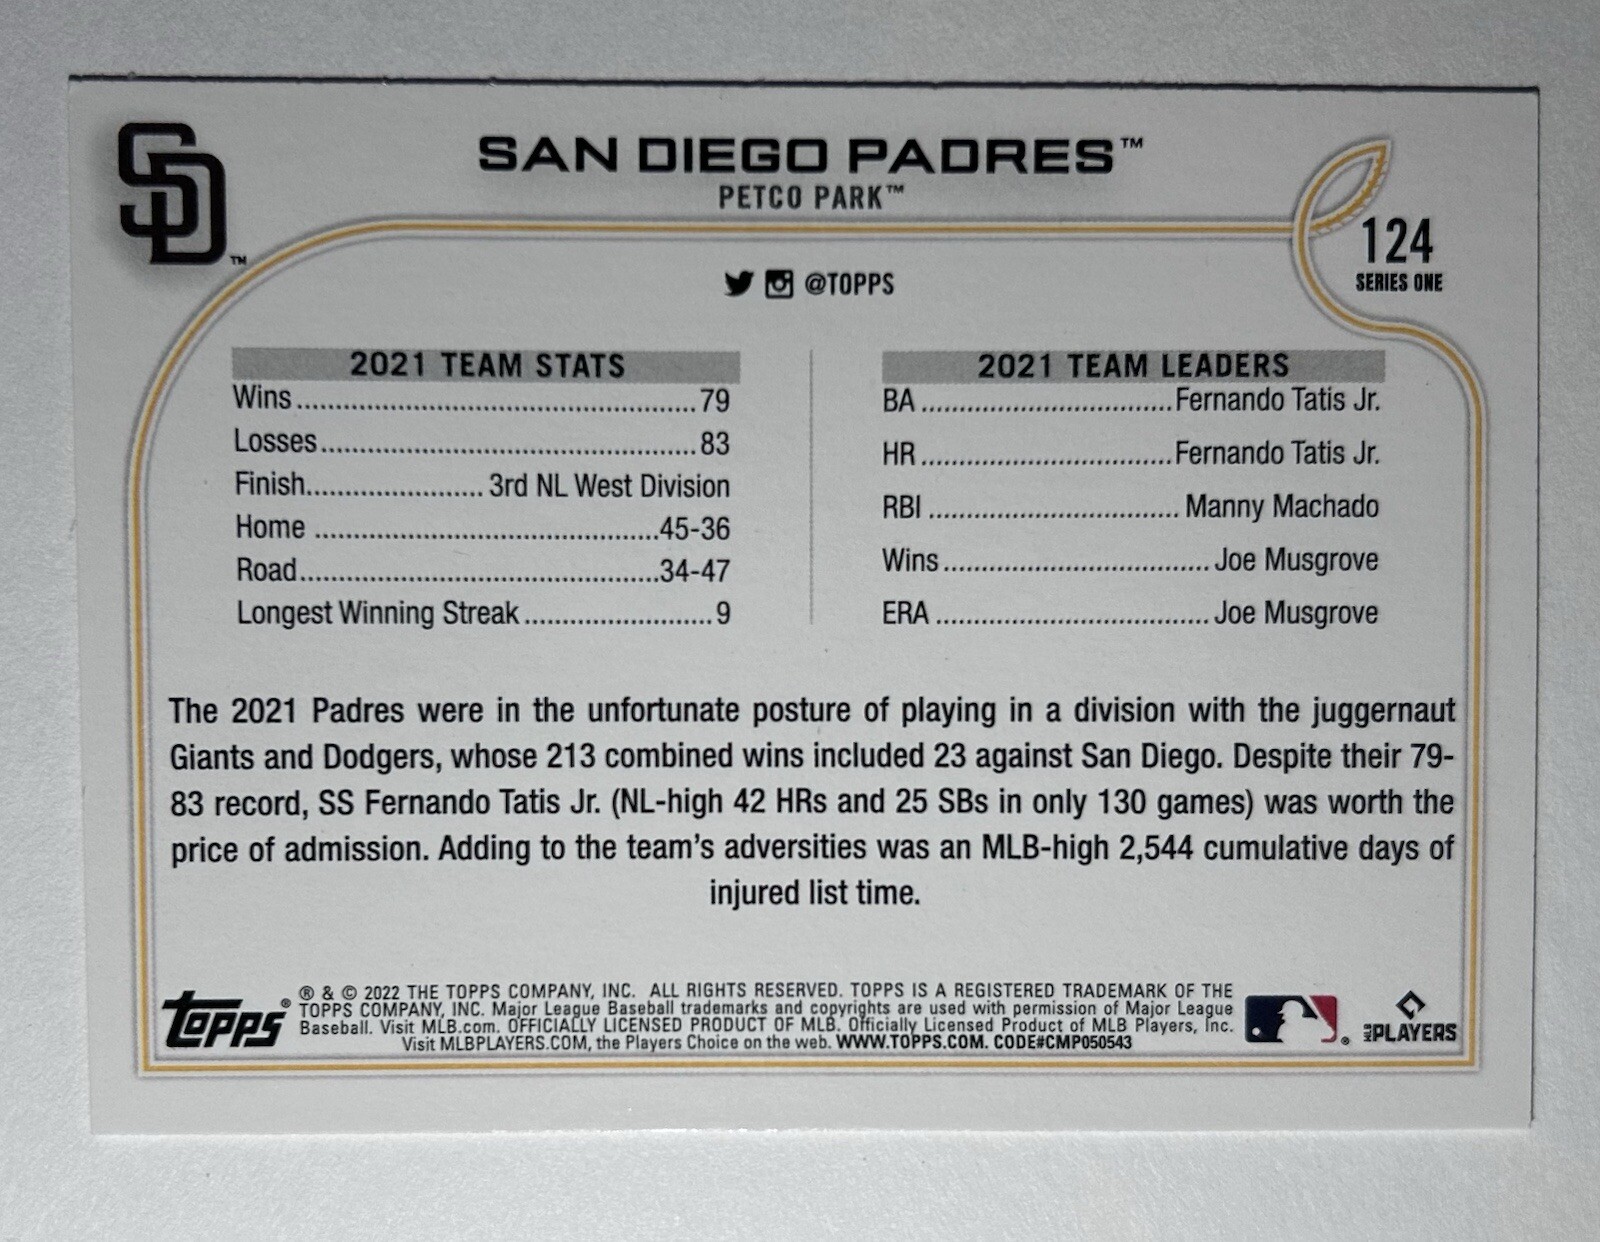 SD™
SAN DIEGO PADRES™
PETCO PARK™
124
SERIES ONE
@TOPPS
2021 TEAM STATS
Wins................................................79
Losses.............................................83
Finish..................... 3rd NL West Division
Home .........................................45-36
Road...........................................34-47
Longest Winning Streak.......................9
2021 TEAM LEADERS
BA..............................Fernando Tatis Jr.
HR..............................Fernando Tatis Jr.
RBI.............................. Manny Machado
Wins................................ Joe Musgrove
ERA................................. Joe Musgrove
The 2021 Padres were in the unfortunate posture of playing in a division with the juggernaut
Giants and Dodgers, whose 213 combined wins included 23 against San Diego. Despite their 79-
83 record, SS Fernando Tatis Jr. (NL-high 42 HRs and 25 SBs in only 130 games) was worth the
price of admission. Adding to the team's adversities was an MLB-high 2,544 cumulative days of
injured list time.
Topps®
® & © 2022 THE TOPPS COMPANY, INC. ALL RIGHTS RESERVED. TOPPS IS A REGISTERED TRADEMARK OF THE
TOPPS COMPANY, INC. Major League Baseball trademarks and copyrights are used with permission of Major League
Baseball. Visit MLB.com. OFFICIALLY LICENSED PRODUCT OF MLB. Officially Licensed Product of MLB Players, Inc.
Visit MLBPLAYERS.COM, the Players Choice on the web. WWW.TOPPS.COM. CODE#CMP050543
®
MLB PLAYERS